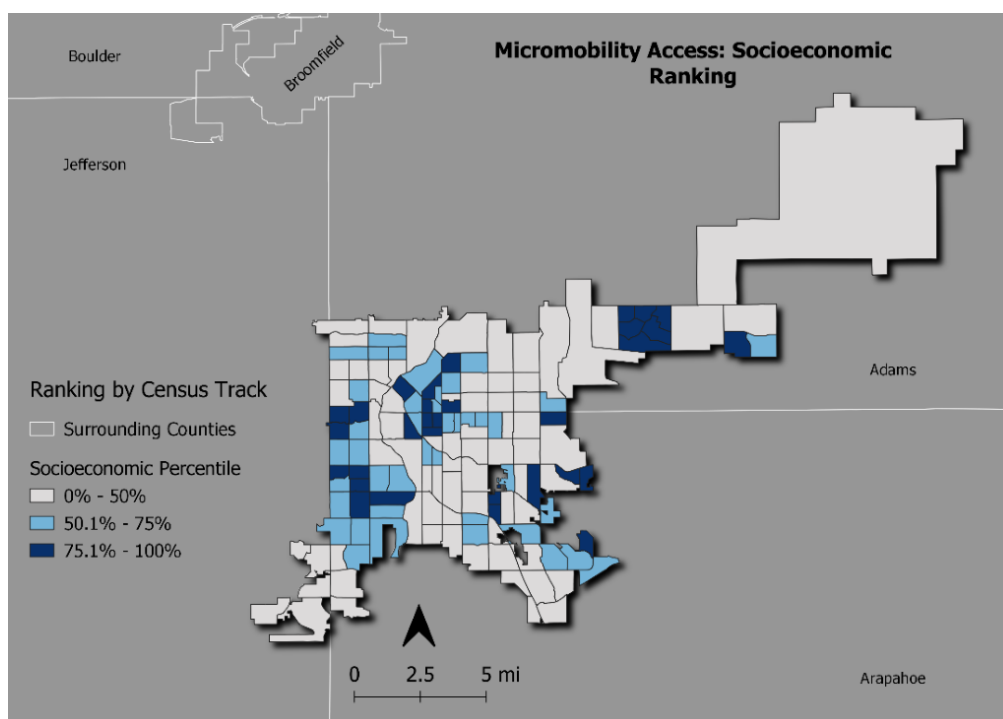 Micromobility Access: Socioeconomic
Ranking
Boulder
Broomfield
Jefferson
Adams
Arapahoe
Ranking by Census Track
Surrounding Counties
Socioeconomic Percentile
0% - 50%
50.1% - 75%
75.1% - 100%
0 2.5 5 mi